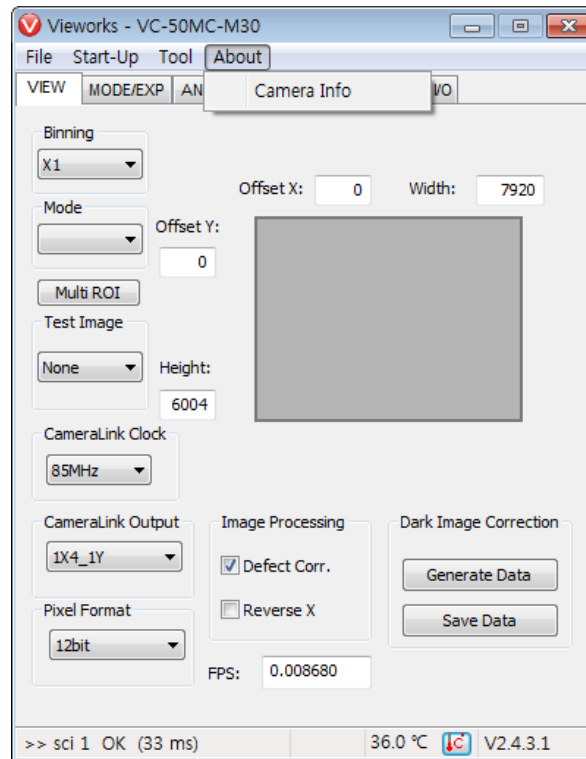 Vieworks - VC-50MC-M30
File Start-Up Tool About
VIEW MODE/EXP AN I/O
Camera Info
Binning
X1
Offset X: 0 Width: 7920
Mode
Offset Y:
0
Multi ROI
Test Image
None
Height:
6004
CameraLink Clock
85MHz
CameraLink Output Image Processing Dark Image Correction
1X4_1Y
Defect Corr.
Generate Data
Pixel Format
Reverse X
Save Data
12bit
FPS: 0.008680
>> sci 1 OK (33 ms) 36.0 ℃ ↓C V2.4.3.1